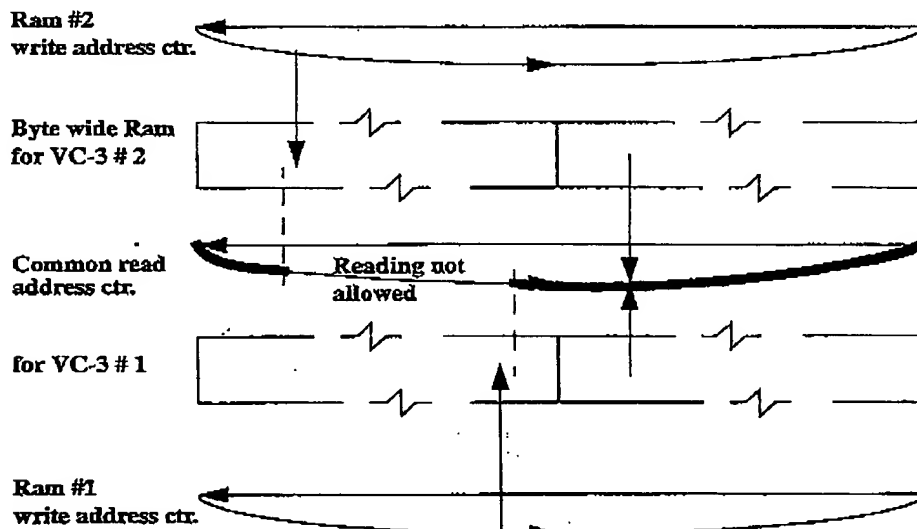 Ram #2
write address ctr.
Byte wide Ram
for VC-3 # 2
Common read
address ctr.
Reading not
allowed
for VC-3 # 1
Ram #1
write address ctr.